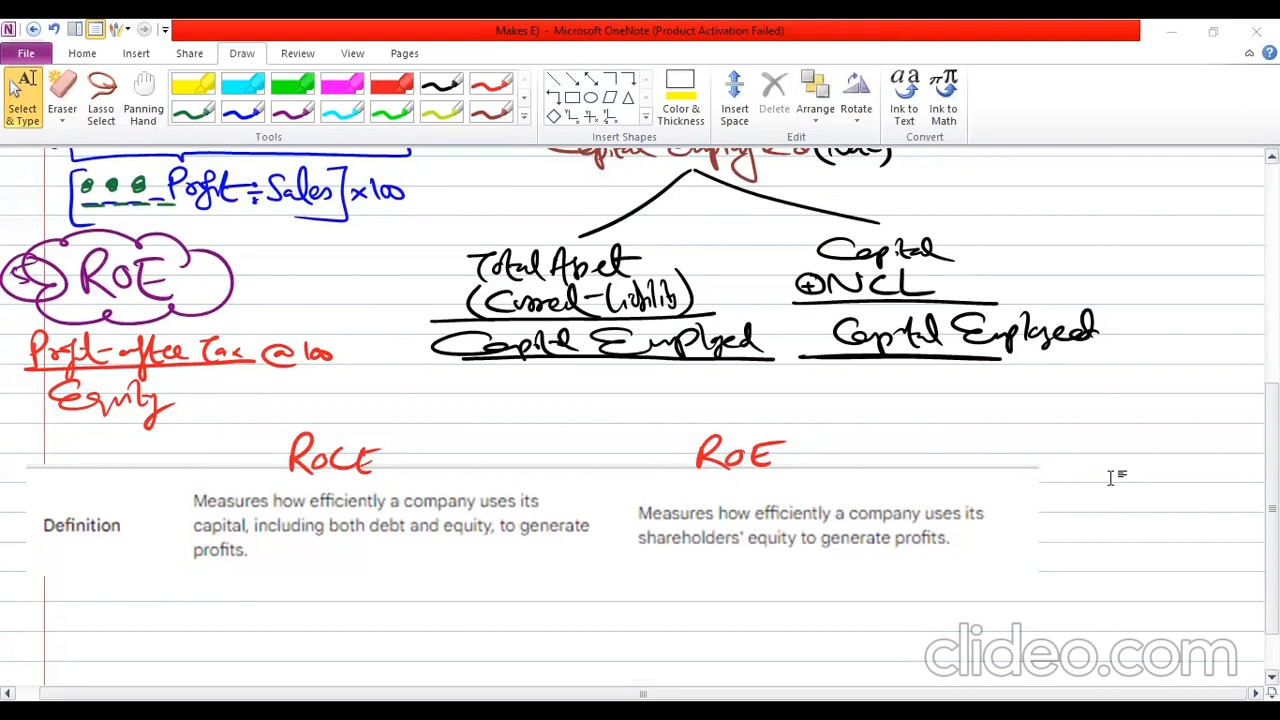 Makes E) - Microsoft OneNote (Product Activation Failed)
File Home Insert Share Draw Review View Pages
Select & Type
Eraser
Lasso Select
Panning Hand
Color & Thickness
Insert Space
Delete
Arrange
Rotate
Ink to Text
Ink to Math
Tools
Insert Shapes
Edit
Convert
Capital Employed
[ Profit ÷ Sales ] x100
ROE
Profit after Tax @ 100
Equity
Total Asset
(Current Liability)
Capital Employed
Capital
⊕ NCL
Capital Employed
ROCE
ROE
Definition
Measures how efficiently a company uses its
capital, including both debt and equity, to generate
profits.
Measures how efficiently a company uses its
shareholders' equity to generate profits.
clideo.com